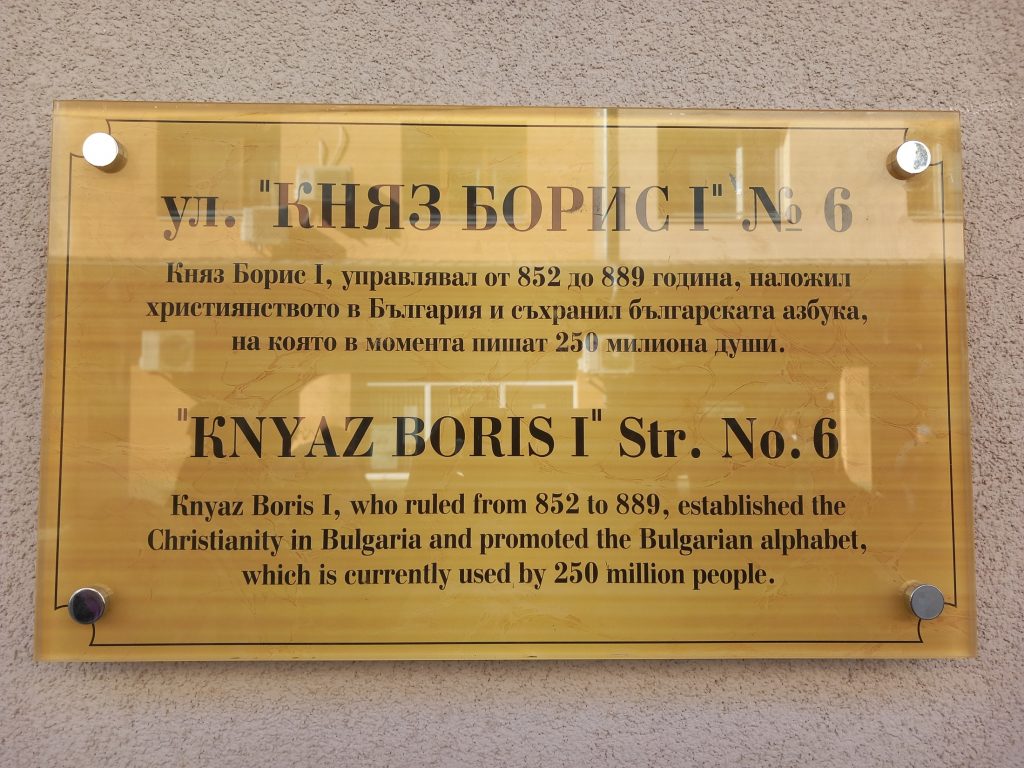 ул. "КНЯЗ БОРИС I" № 6
Княз Борис I, управлявал от 852 до 889 година, наложил
християнството в България и съхранил българската азбука,
на която в момента пишат 250 милиона души.
"KNYAZ BORIS I" Str. No. 6
Knyaz Boris I, who ruled from 852 to 889, established the
Christianity in Bulgaria and promoted the Bulgarian alphabet,
which is currently used by 250 million people.